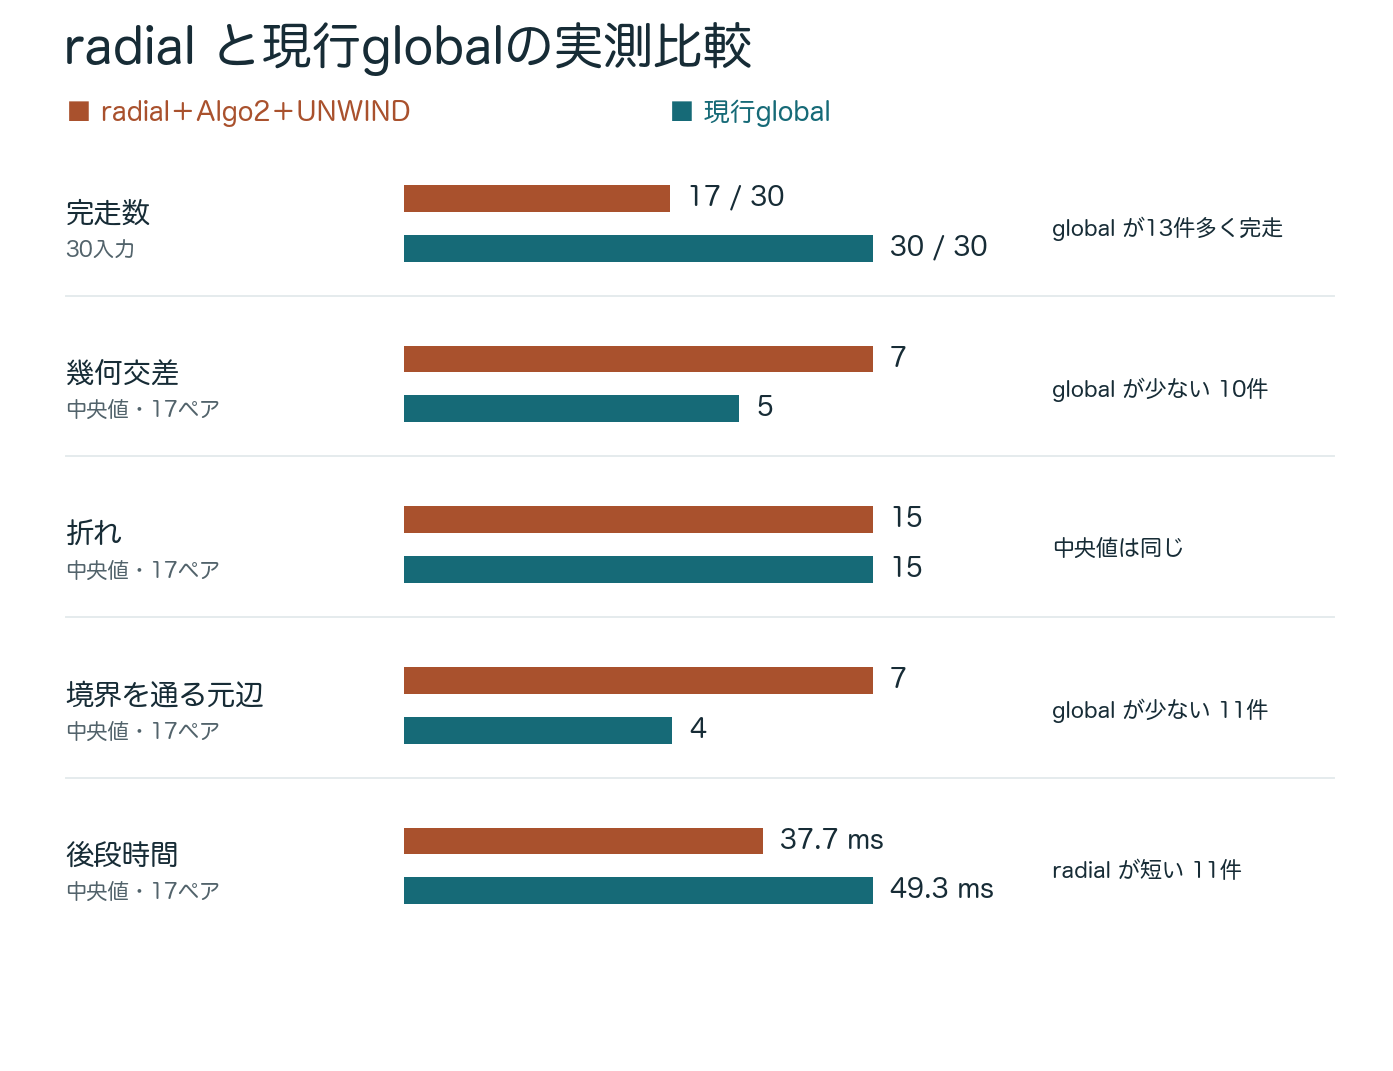 radial と現行globalの実測比較
■ radial＋Algo2＋UNWIND
■ 現行global
完走数
30入力
17 / 30
30 / 30
global が13件多く完走
幾何交差
中央値・17ペア
7
5
global が少ない 10件
折れ
中央値・17ペア
15
15
中央値は同じ
境界を通る元辺
中央値・17ペア
7
4
global が少ない 11件
後段時間
中央値・17ペア
37.7 ms
49.3 ms
radial が短い 11件